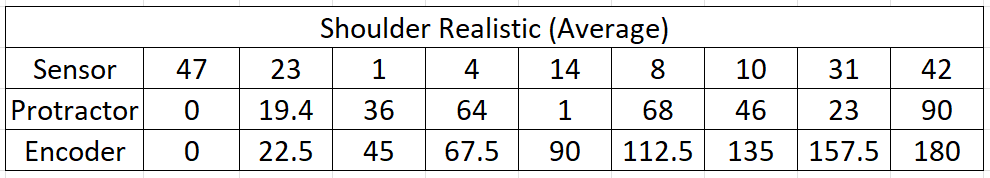 Shoulder Realistic (Average)
Sensor 47 23 1 4 14 8 10 31 42
Protractor 0 19.4 36 64 1 68 46 23 90
Encoder 0 22.5 45 67.5 90 112.5 135 157.5 180